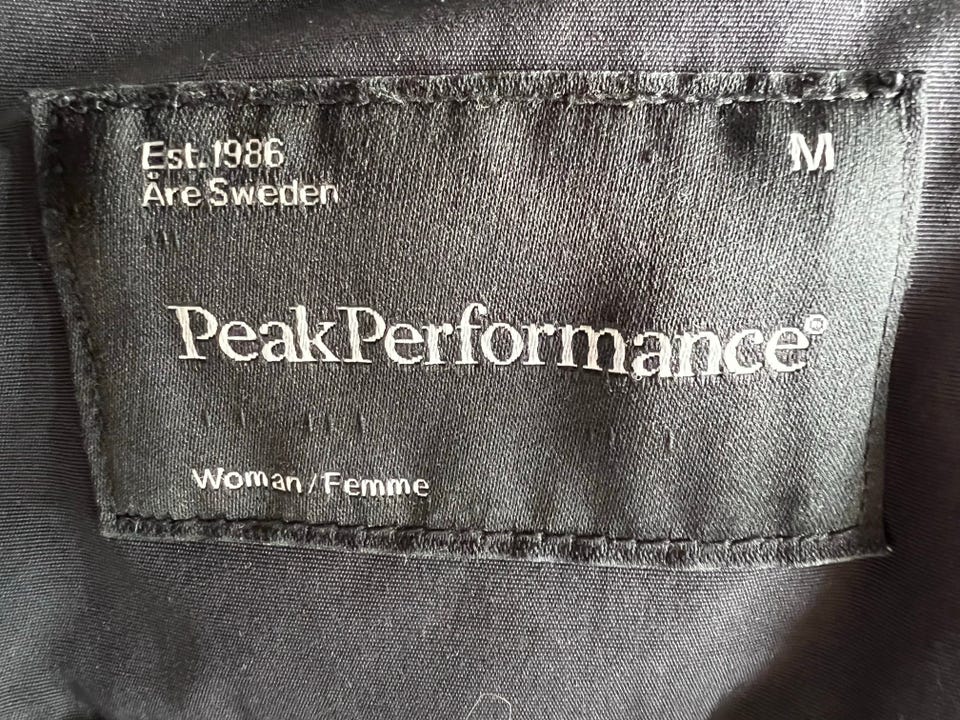 Est. 1986
M
Åre Sweden
PeakPerformance®
Woman/Femme